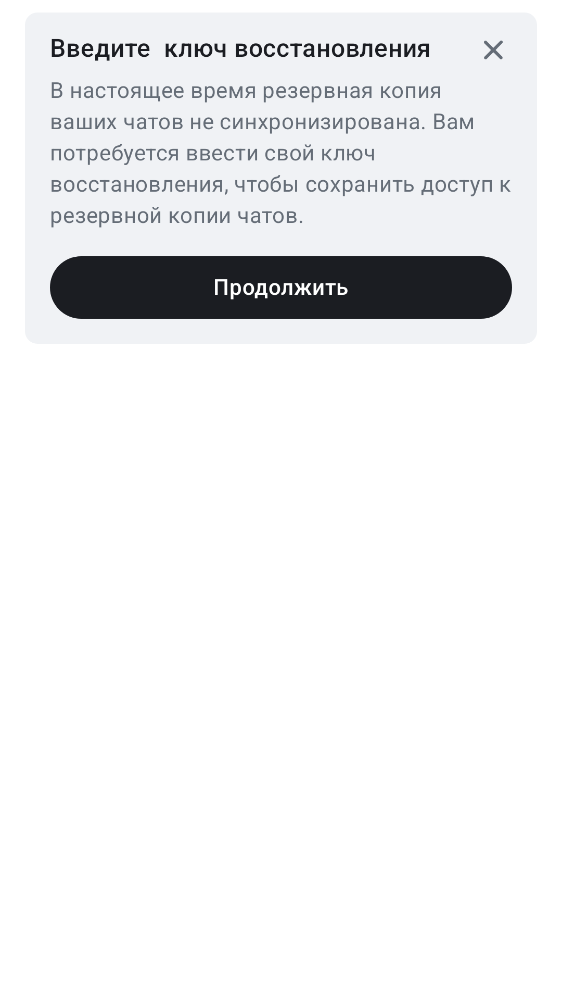 Введите  ключ восстановления
В настоящее время резервная копия
ваших чатов не синхронизирована. Вам
потребуется ввести свой ключ
восстановления, чтобы сохранить доступ к
резервной копии чатов.
Продолжить